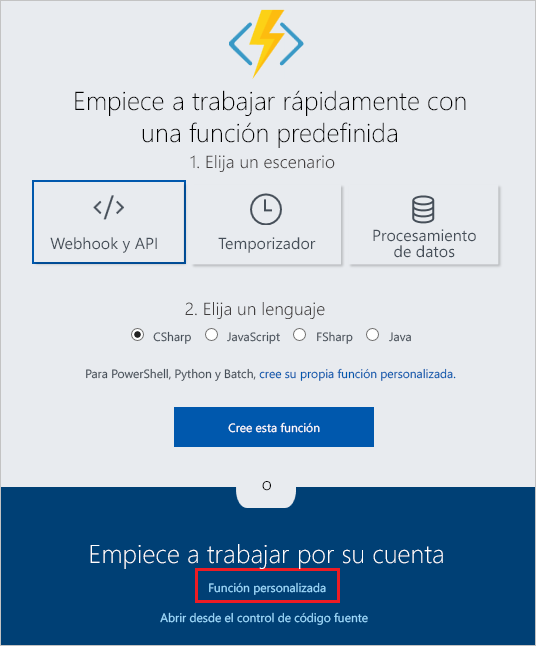 Empiece a trabajar rápidamente con
una función predefinida
1. Elija un escenario
Webhook y API
Temporizador
Procesamiento
de datos
2. Elija un lenguaje
CSharp JavaScript FSharp Java
Para PowerShell, Python y Batch, cree su propia función personalizada.
Cree esta función
O
Empiece a trabajar por su cuenta
Función personalizada
Abrir desde el control de código fuente